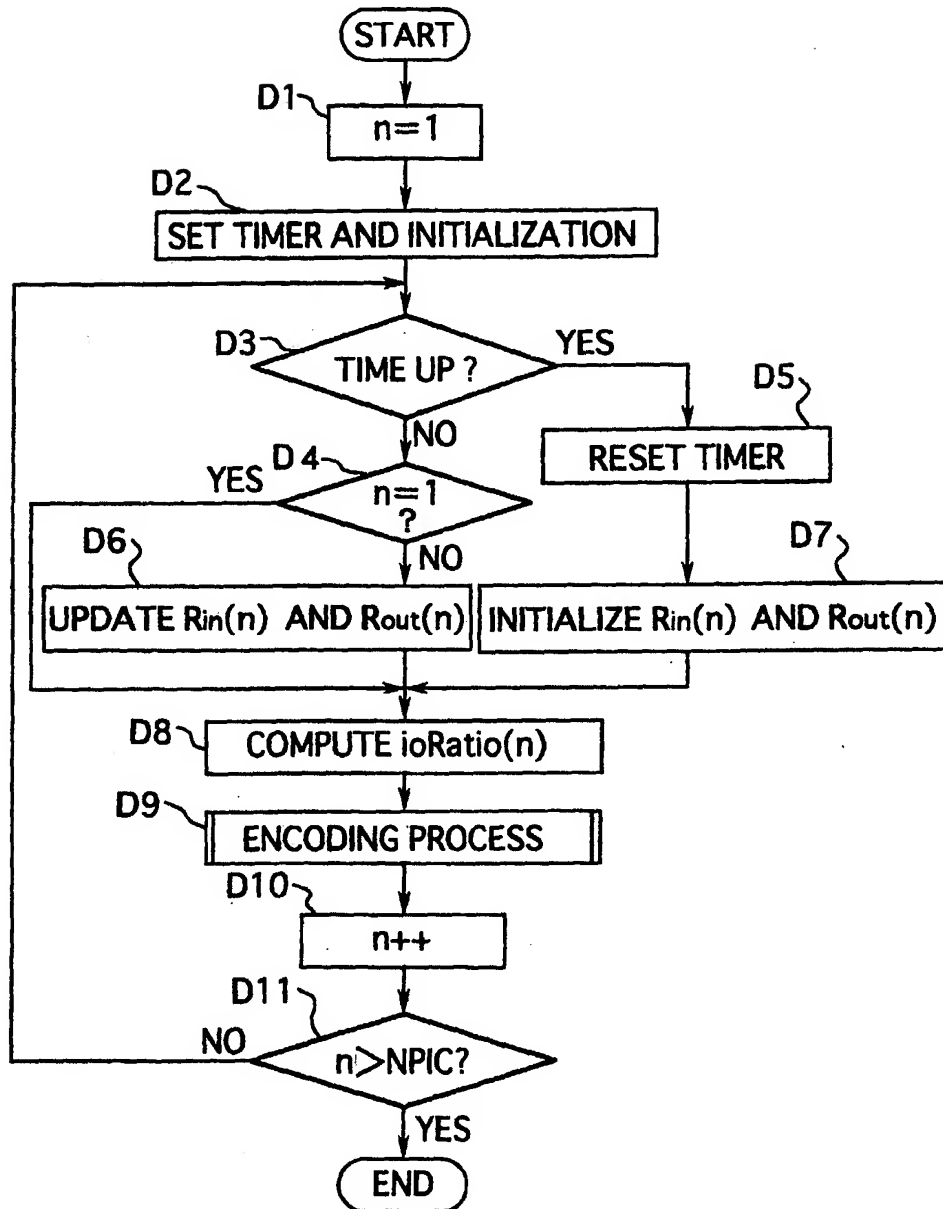 START
D1
n=1
D2
SET TIMER AND INITIALIZATION
D3
TIME UP ?
YES
D5
NO
RESET TIMER
D4
YES
n=1
?
D6
NO
D7
UPDATE Rin(n) AND Rout(n)
INITIALIZE Rin(n) AND Rout(n)
D8
COMPUTE ioRatio(n)
D9
ENCODING PROCESS
D10
n++
D11
NO
n>NPIC?
YES
END